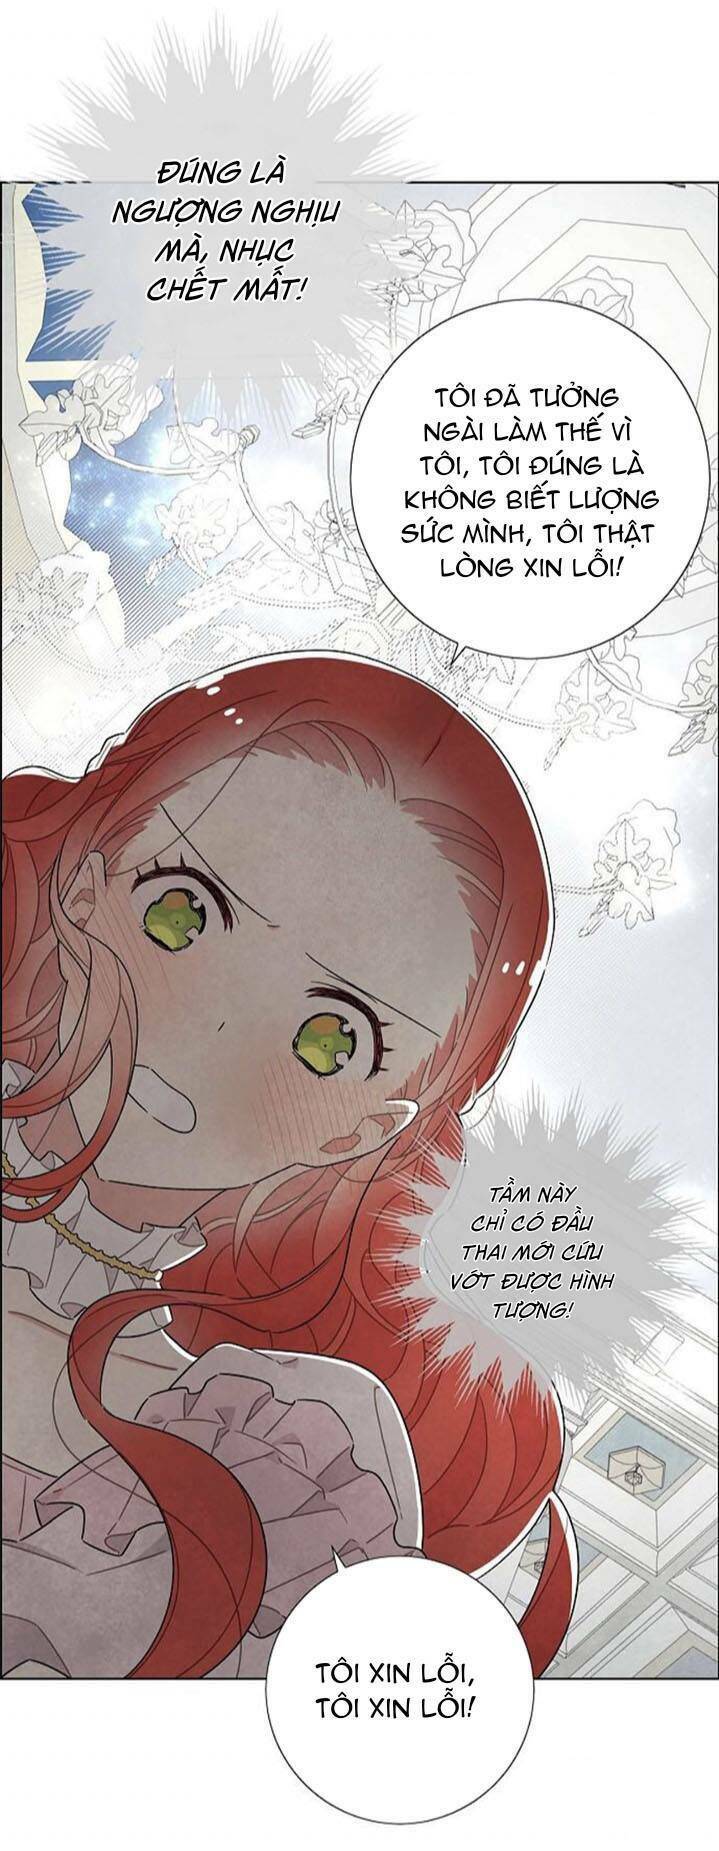 ĐÚNG LÀ
NGƯỢNG NGHỊU
MÀ, NHỤC
CHẾT MẤT!
TÔI ĐÃ TƯỞNG
NGÀI LÀM THẾ VÌ
TÔI, TÔI ĐÚNG LÀ
KHÔNG BIẾT LƯỢNG
SỨC MÌNH, TÔI THẬT
LÒNG XIN LỖI!
TẦM NÀY
CHỈ CÓ ĐẦU
THAI MỚI CỨU
VỚT ĐƯỢC HÌNH
TƯỢNG!
TÔI XIN LỖI,
TÔI XIN LỖI!